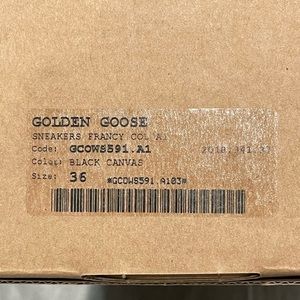 GOLDEN GOOSE
SNEAKERS FRANCY COL A1
Code: GCOWS591.A1
Color: BLACK CANVAS
Size: 36 *GCOWS591.A103*